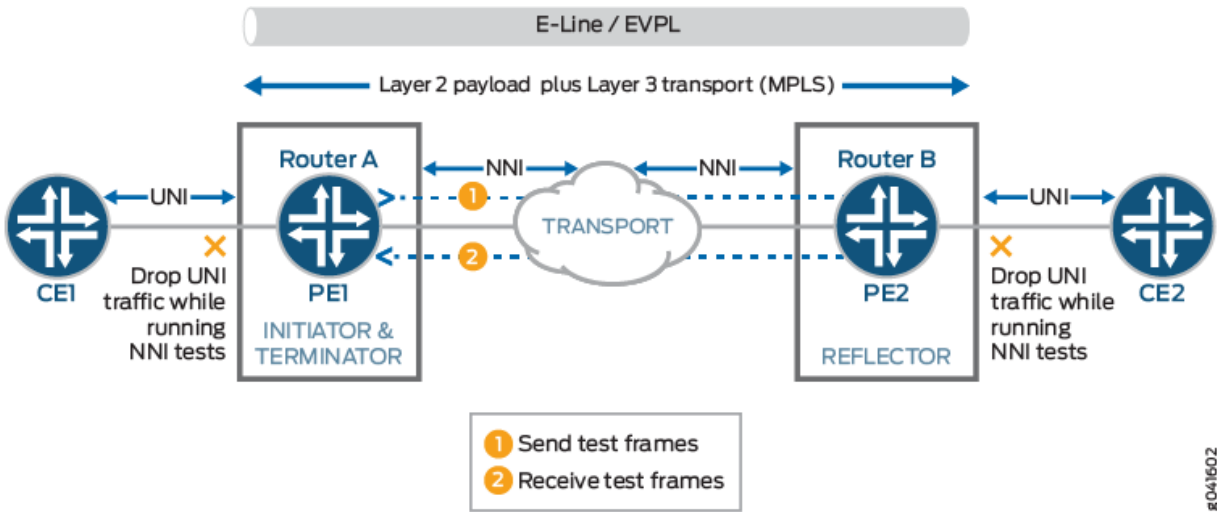 E-Line / EVPL
Layer 2 payload plus Layer 3 transport (MPLS)
Router A
NNI
NNI
Router B
UNI
UNI
1
TRANSPORT
2
CE1
Drop UNI
traffic while
running
NNI tests
PE1
INITIATOR &
TERMINATOR
PE2
REFLECTOR
Drop UNI
traffic while
running
NNI tests
CE2
1 Send test frames
2 Receive test frames
g041602